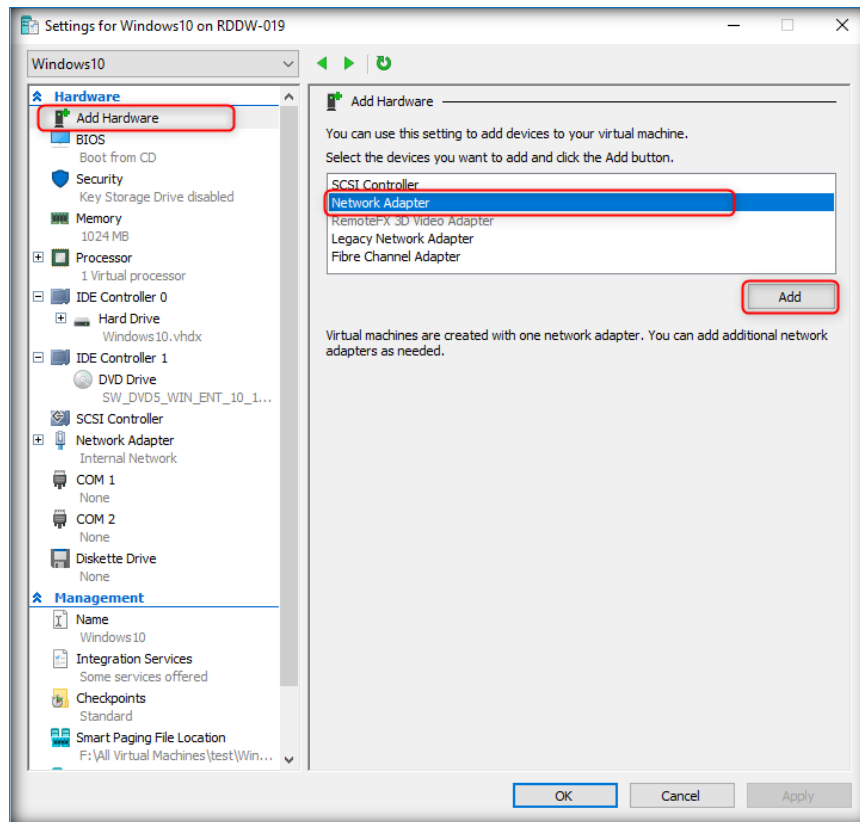 Settings for Windows10 on RDDW-019
Windows10
Hardware
Add Hardware
BIOS
Boot from CD
Security
Key Storage Drive disabled
Memory
1024 MB
Processor
1 Virtual processor
IDE Controller 0
Hard Drive
Windows10.vhdx
IDE Controller 1
DVD Drive
SW_DVD5_WIN_ENT_10_1...
SCSI Controller
Network Adapter
Internal Network
COM 1
None
COM 2
None
Diskette Drive
None
Management
Name
Windows10
Integration Services
Some services offered
Checkpoints
Standard
Smart Paging File Location
F:\All Virtual Machines\test\Win...
Add Hardware
You can use this setting to add devices to your virtual machine.
Select the devices you want to add and click the Add button.
SCSI Controller
Network Adapter
RemoteFX 3D Video Adapter
Legacy Network Adapter
Fibre Channel Adapter
Add
Virtual machines are created with one network adapter. You can add additional network
adapters as needed.
OK
Cancel
Apply